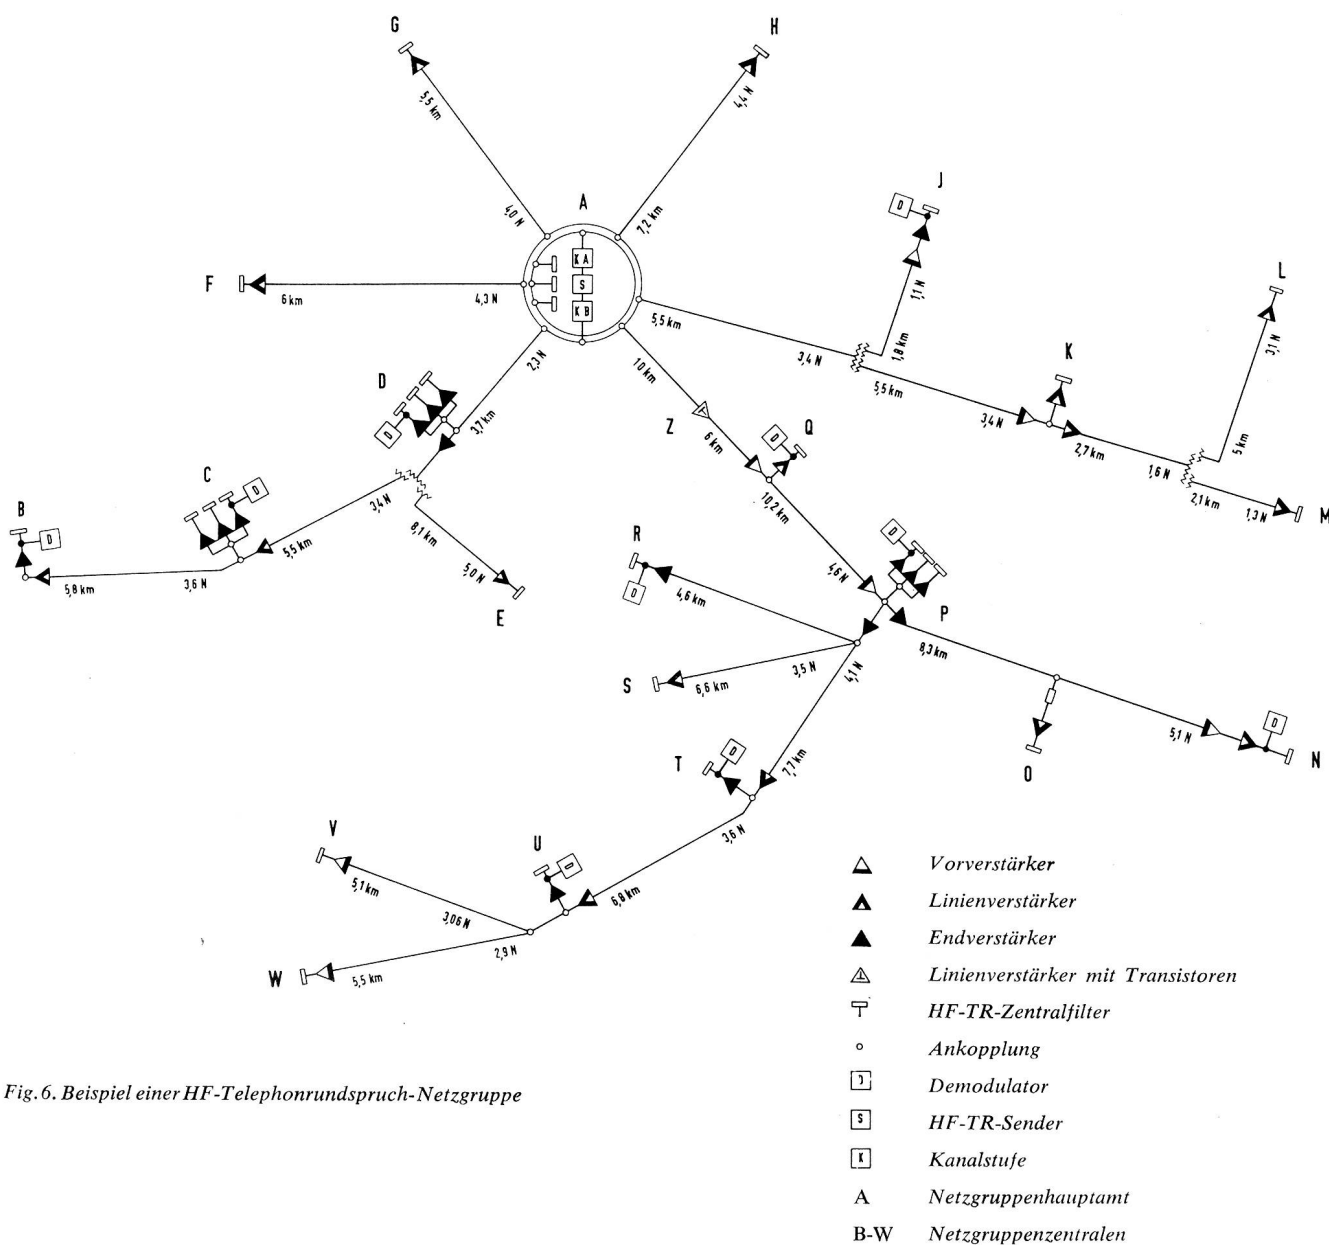 G
H
5,5 km
4,4 N
A
J
D
4,0 N
7,2 km
K A
F
S
L
6 km
4,3 N
K B
1,1 N
5,5 km
3,1 N
2,3 N
10 km
3,4 N
1,8 km
K
D
5,5 km
3,7 km
Z
6 km
Q
D
3,4 N
2,7 km
5 km
D
C
1,6 N
B
D
3,4 N
10,2 km
2,1 km
1,3 N
M
8,1 km
R
D
D
5,5 km
5,0 N
4,6 N
5,8 km
3,6 N
E
D
4,6 km
P
8,3 km
S
6,6 km
3,5 N
4,1 N
5,1 N
D
N
T
D
7,7 km
O
V
U
D
3,6 N
5,1 km
6,8 km
3,06 N
W
5,5 km
2,9 N
Vorverstärker
Linienverstärker
Endverstärker
Linienverstärker mit Transistoren
HF-TR-Zentralfilter
Ankopplung
D Demodulator
S HF-TR-Sender
K Kanalstufe
A Netzgruppenhauptamt
B-W Netzgruppenzentralen
Fig. 6. Beispiel einer HF-Telephonrundspruch-Netzgruppe